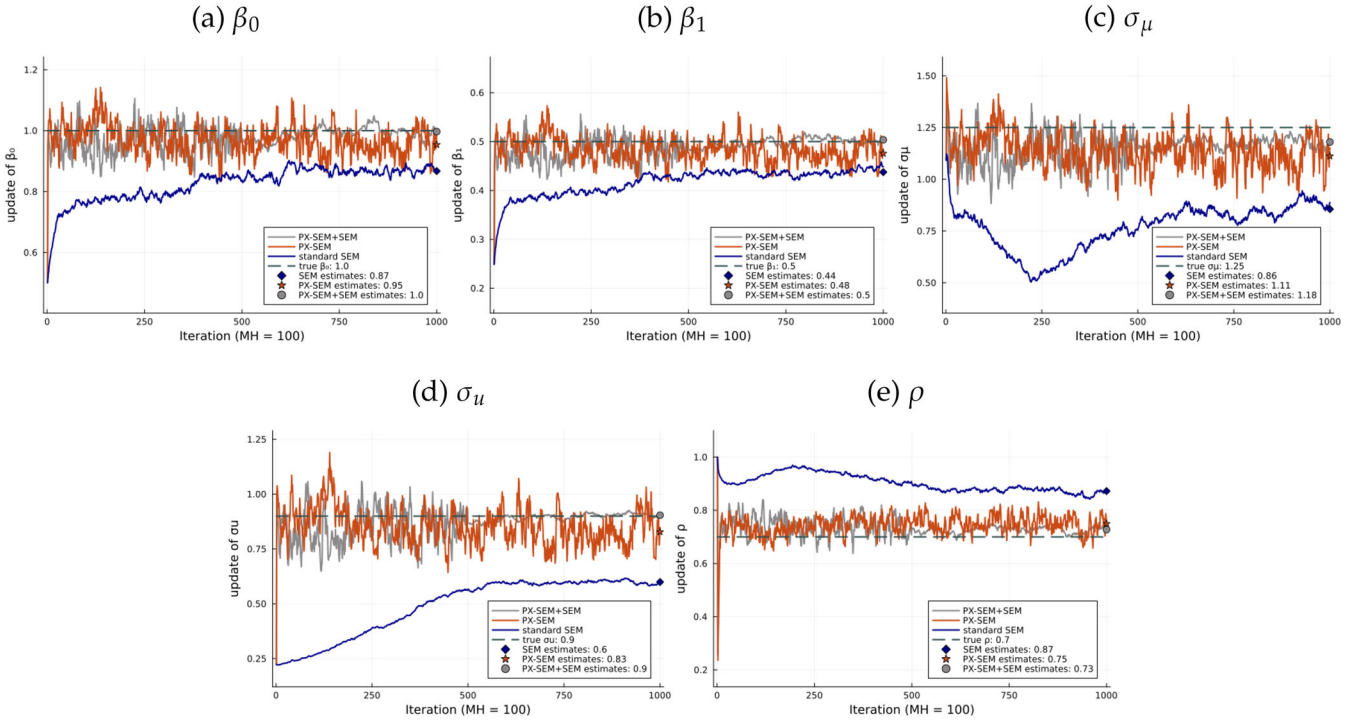 (a) β₀
(b) β₁
(c) σ_μ
1.2
1.0
0.8
0.6
update of β₀
PX-SEM+SEM
PX-SEM
standard SEM
true β₀: 1.0
SEM estimates: 0.87
PX-SEM estimates: 0.95
PX-SEM+SEM estimates: 1.0
0 250 500 750 1000
Iteration (MH = 100)
0.6
0.5
0.4
0.3
0.2
update of β₁
PX-SEM+SEM
PX-SEM
standard SEM
true β₁: 0.5
SEM estimates: 0.44
PX-SEM estimates: 0.48
PX-SEM+SEM estimates: 0.5
0 250 500 750 1000
Iteration (MH = 100)
1.50
1.25
1.00
0.75
0.50
update of σμ
PX-SEM+SEM
PX-SEM
standard SEM
true σμ: 1.25
SEM estimates: 0.86
PX-SEM estimates: 1.11
PX-SEM+SEM estimates: 1.18
0 250 500 750 1000
Iteration (MH = 100)
(d) σ_u
(e) ρ
1.25
1.00
0.75
0.50
0.25
update of σu
PX-SEM+SEM
PX-SEM
standard SEM
true σu: 0.9
SEM estimates: 0.6
PX-SEM estimates: 0.83
PX-SEM+SEM estimates: 0.9
0 250 500 750 1000
Iteration (MH = 100)
1.0
0.8
0.6
0.4
0.2
update of ρ
PX-SEM+SEM
PX-SEM
standard SEM
true ρ: 0.7
SEM estimates: 0.87
PX-SEM estimates: 0.75
PX-SEM+SEM estimates: 0.73
0 250 500 750 1000
Iteration (MH = 100)